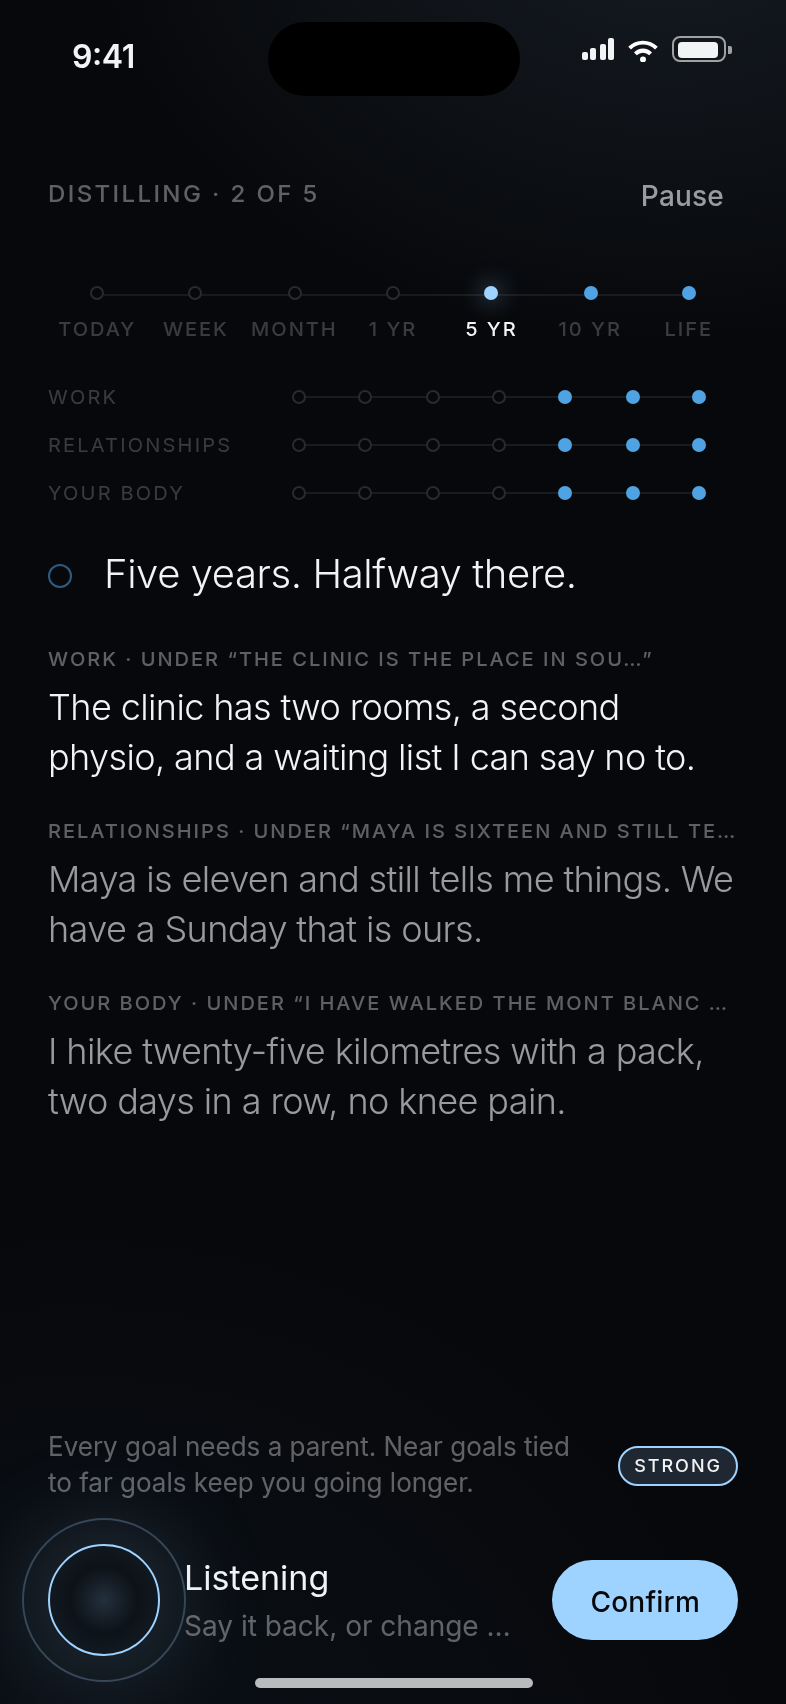 9:41
DISTILLING · 2 OF 5
Pause
TODAY WEEK MONTH 1 YR 5 YR 10 YR LIFE
WORK
RELATIONSHIPS
YOUR BODY
Five years. Halfway there.
WORK · UNDER “THE CLINIC IS THE PLACE IN SOU…”
The clinic has two rooms, a second
physio, and a waiting list I can say no to.
RELATIONSHIPS · UNDER “MAYA IS SIXTEEN AND STILL TE…
Maya is eleven and still tells me things. We
have a Sunday that is ours.
YOUR BODY · UNDER “I HAVE WALKED THE MONT BLANC …
I hike twenty-five kilometres with a pack,
two days in a row, no knee pain.
Every goal needs a parent. Near goals tied
to far goals keep you going longer.
STRONG
Listening
Say it back, or change …
Confirm